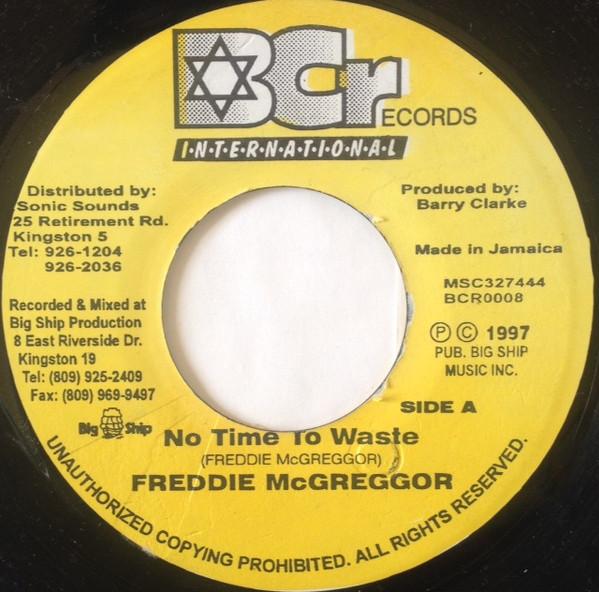 BCr
ECORDS
I·N·T·E·R·N·A·T·I·O·N·A·L
Distributed by:
Sonic Sounds
25 Retirement Rd.
Kingston 5
Tel: 926-1204
926-2036
Recorded & Mixed at
Big Ship Production
8 East Riverside Dr.
Kingston 19
Tel: (809) 925-2409
Fax: (809) 969-9497
Big Ship
Produced by:
Barry Clarke
Made in Jamaica
MSC327444
BCR0008
Ⓟ © 1997
PUB. BIG SHIP
MUSIC INC.
SIDE A
No Time To Waste
(FREDDIE McGREGGOR)
FREDDIE McGREGGOR
UNAUTHORIZED COPYING PROHIBITED. ALL RIGHTS RESERVED.